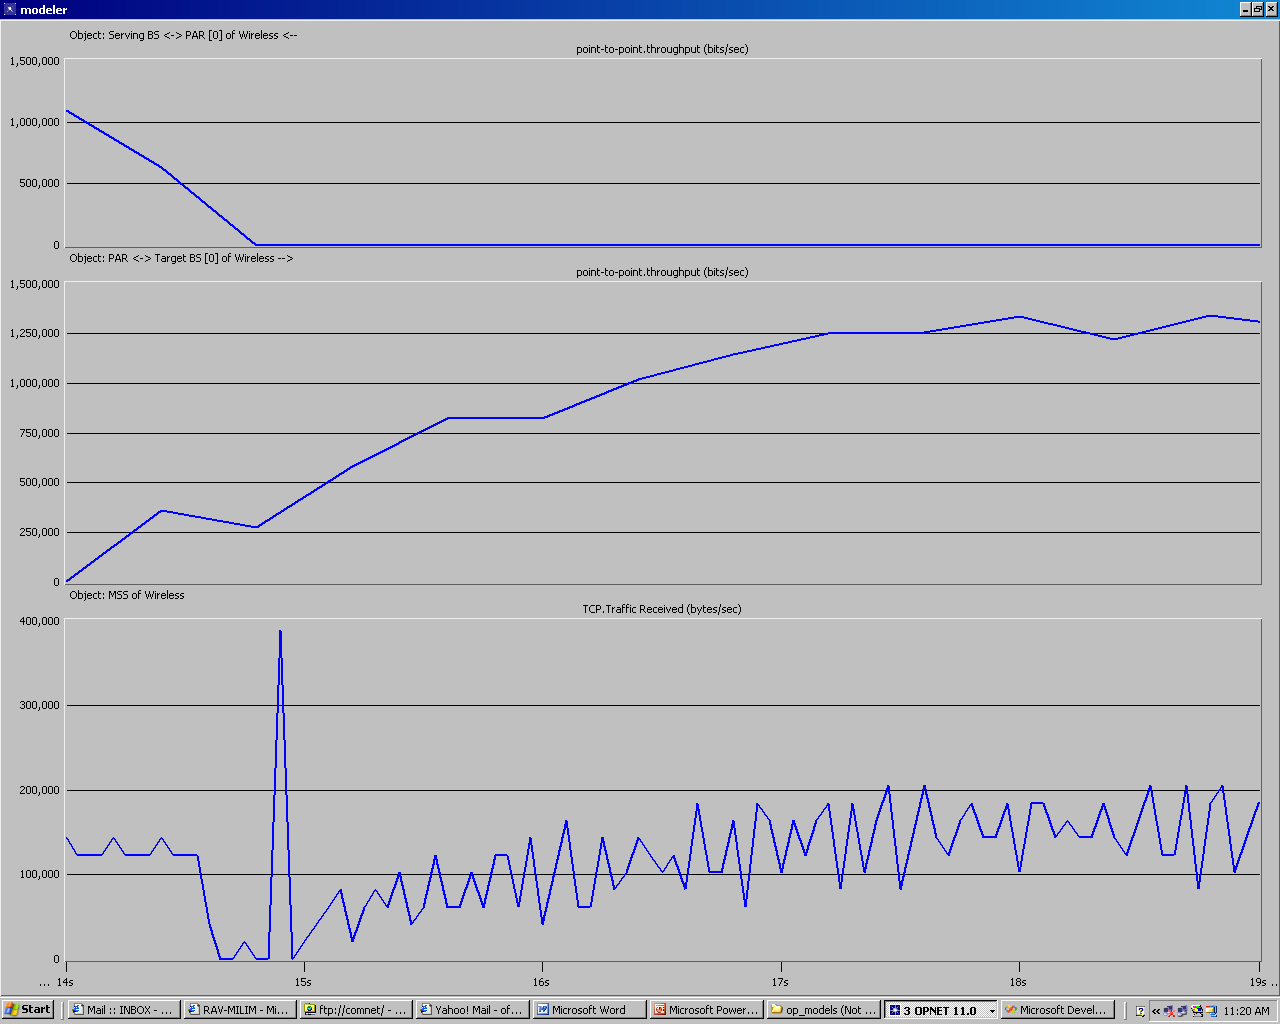 modeler
Object: Serving BS <-> PAR [0] of Wireless <--
point-to-point.throughput (bits/sec)
1,500,000
1,000,000
500,000
0
Object: PAR <-> Target BS [0] of Wireless -->
point-to-point.throughput (bits/sec)
1,500,000
1,250,000
1,000,000
750,000
500,000
250,000
0
Object: MSS of Wireless
TCP.Traffic Received (bytes/sec)
400,000
300,000
200,000
100,000
0
... 14s 15s 16s 17s 18s 19s ..
Start Mail :: INBOX - ... RAV-MILIM - Mi... ftp://comnet/ - ... Yahoo! Mail - of... Microsoft Word Microsoft Power... op_models (Not ... 3 OPNET 11.0 Microsoft Devel... « 11:20 AM